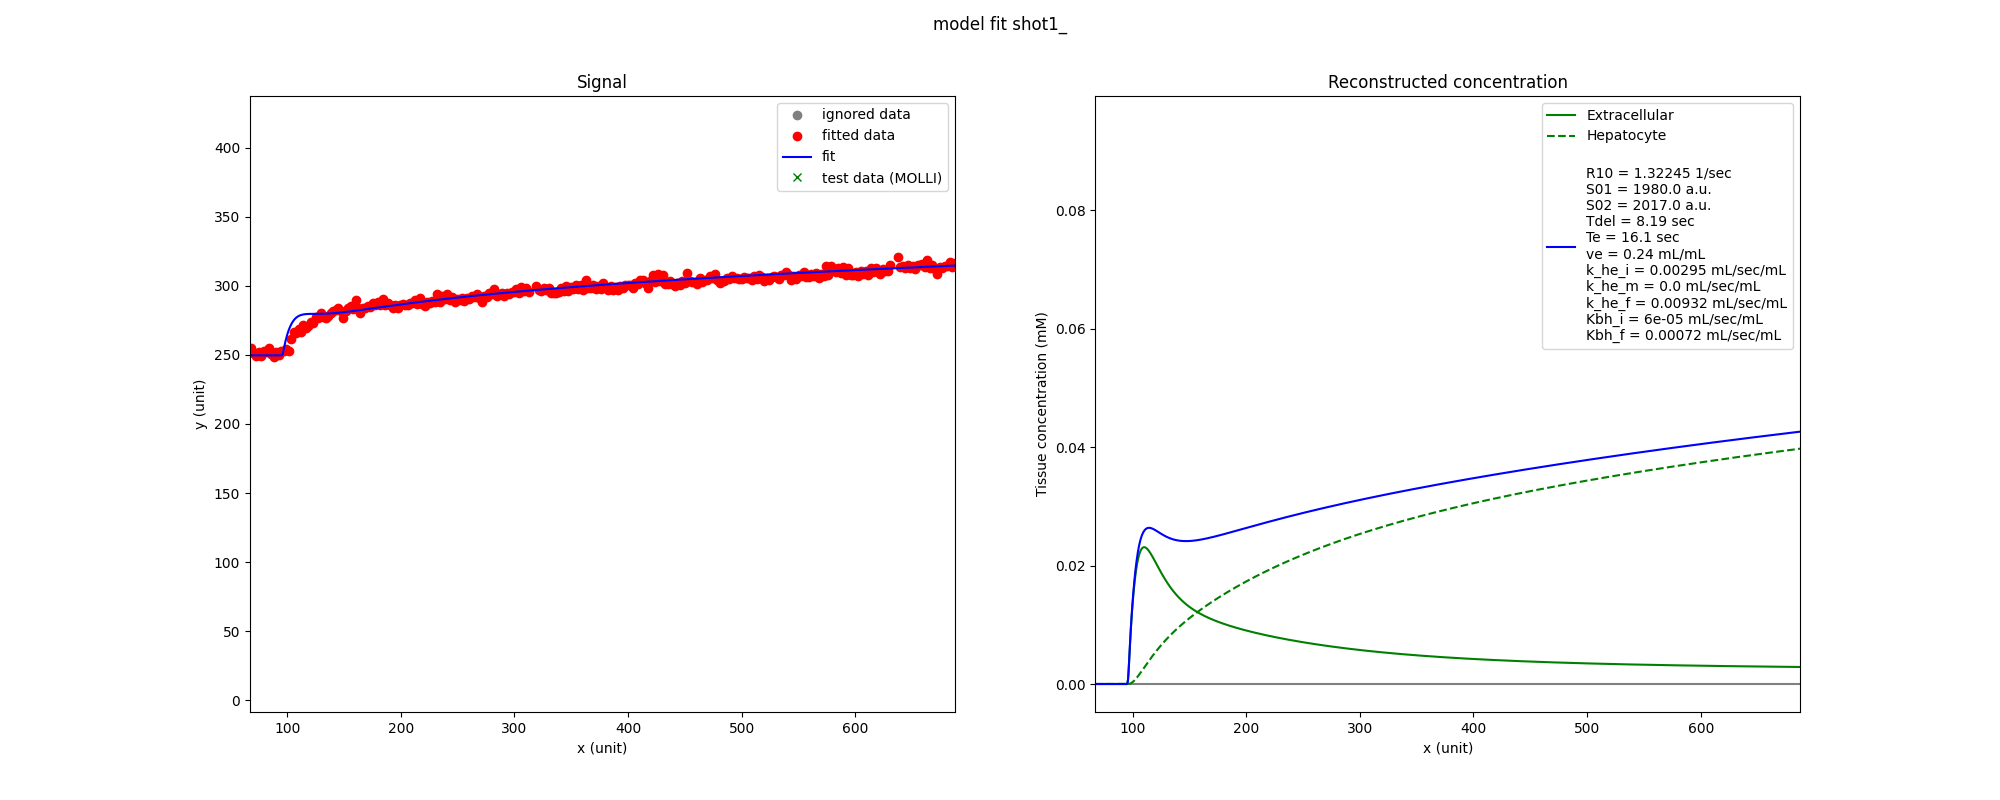 model fit shot1_
Signal
400
350
300
250
200
150
100
50
0
y (unit)
100 200 300 400 500 600
x (unit)
ignored data
fitted data
fit
test data (MOLLI)
Reconstructed concentration
0.08
0.06
0.04
0.02
0.00
Tissue concentration (mM)
100 200 300 400 500 600
x (unit)
Extracellular
Hepatocyte
R10 = 1.32245 1/sec
S01 = 1980.0 a.u.
S02 = 2017.0 a.u.
Tdel = 8.19 sec
Te = 16.1 sec
ve = 0.24 mL/mL
k_he_i = 0.00295 mL/sec/mL
k_he_m = 0.0 mL/sec/mL
k_he_f = 0.00932 mL/sec/mL
Kbh_i = 6e-05 mL/sec/mL
Kbh_f = 0.00072 mL/sec/mL